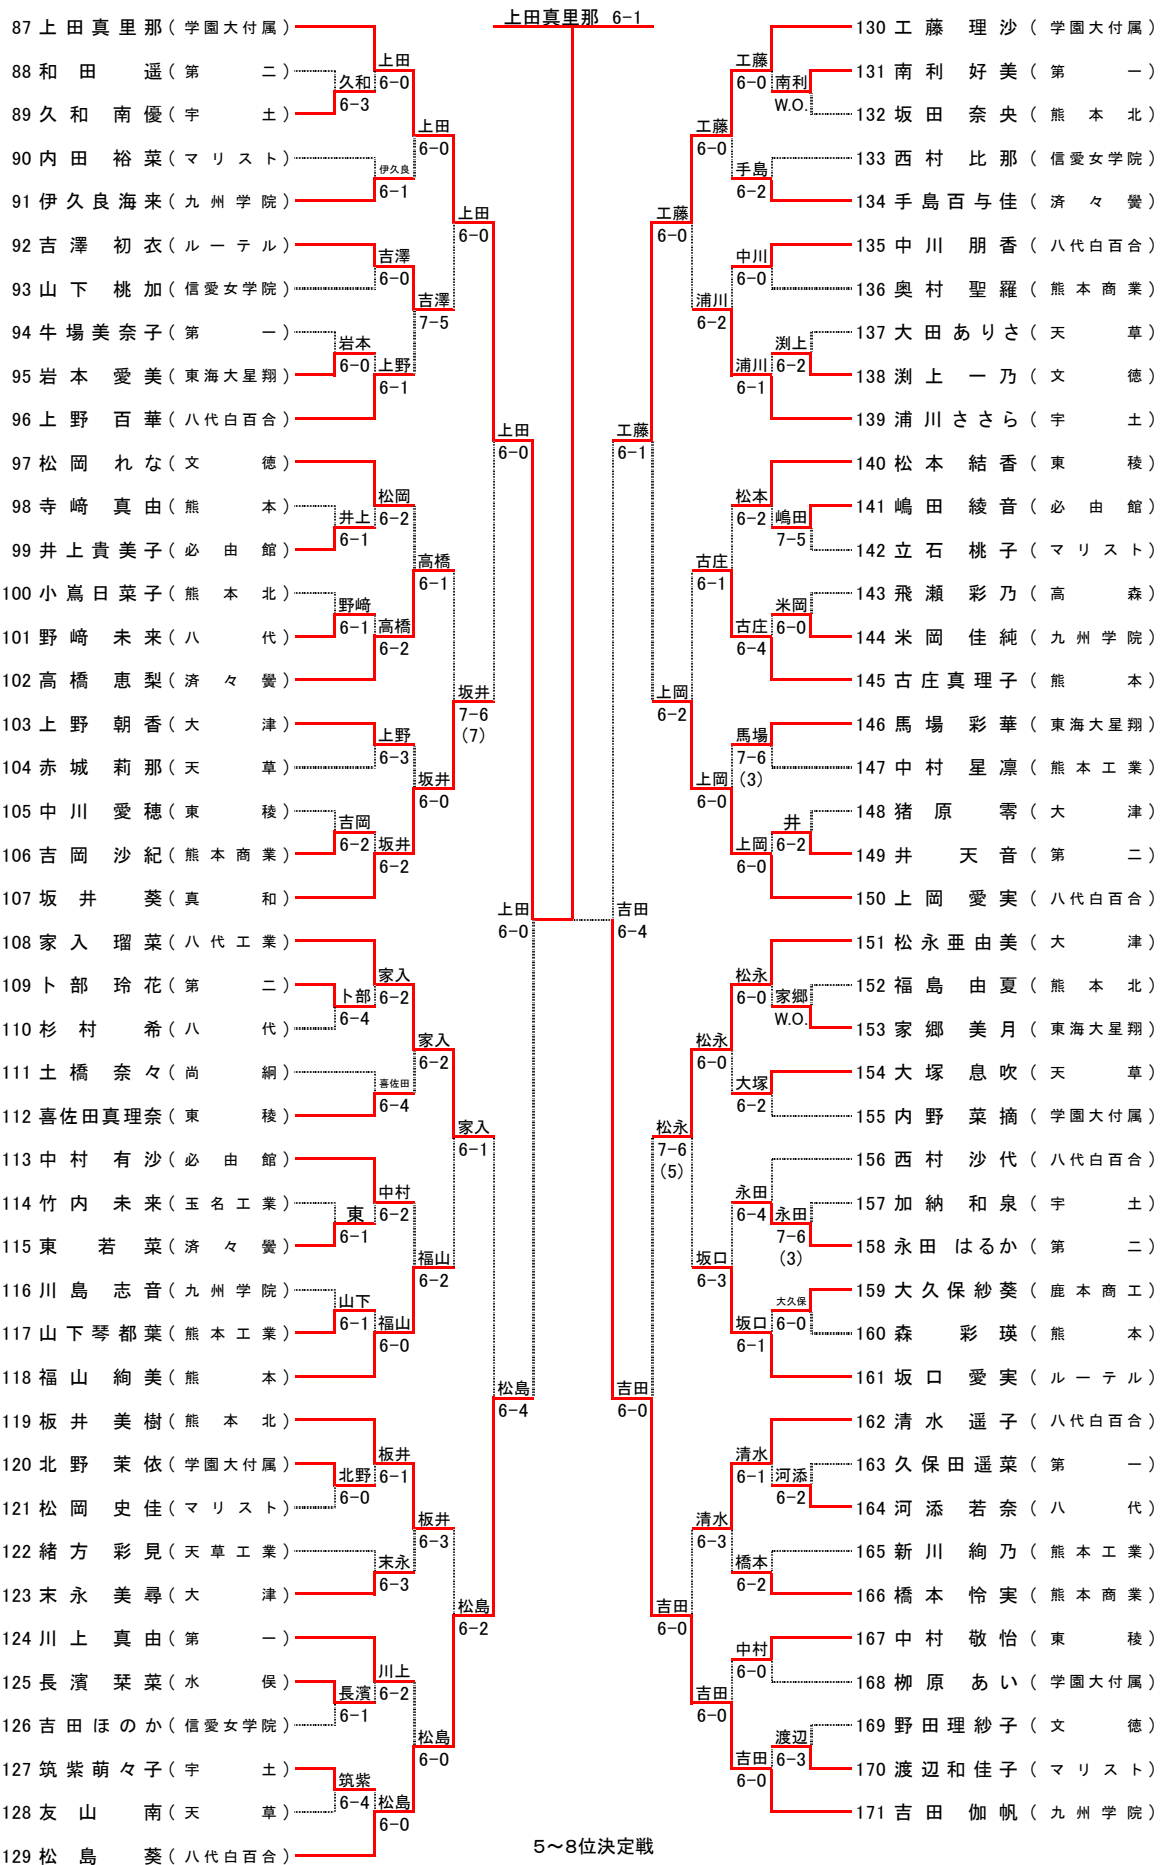 上田真里那 6-1
87 上田真里那（学園大付属）
88 和田 遥（第二）
89 久和南優（宇土）
90 内田裕菜（マリスト）
91 伊久良海来（九州学院）
92 吉澤初衣（ルーテル）
93 山下桃加（信愛女学院）
94 牛場美奈子（第一）
95 岩本愛美（東海大星翔）
96 上野百華（八代白百合）
97 松岡れな（文徳）
98 寺﨑真由（熊本）
99 井上貴美子（必由館）
100 小嶌日菜子（熊本北）
101 野﨑未来（八代）
102 高橋恵梨（済々黌）
103 上野朝香（大津）
104 赤城莉那（天草）
105 中川愛穂（東稜）
106 吉岡沙紀（熊本商業）
107 坂井葵（真和）
108 家入瑠菜（八代工業）
109 卜部玲花（第二）
110 杉村希（八代）
111 土橋奈々（尚絅）
112 喜佐田真理奈（東稜）
113 中村有沙（必由館）
114 竹内未来（玉名工業）
115 東若菜（済々黌）
116 川島志音（九州学院）
117 山下琴都葉（熊本工業）
118 福山絢美（熊本）
119 板井美樹（熊本北）
120 北野茉依（学園大付属）
121 松岡史佳（マリスト）
122 緒方彩見（天草工業）
123 末永美尋（大津）
124 川上真由（第一）
125 長濱栞菜（水俣）
126 吉田ほのか（信愛女学院）
127 筑紫萌々子（宇土）
128 友山南（天草）
129 松島葵（八代白百合）
久和 6-3
岩本 6-0
井上 6-1
野﨑 6-1
吉岡 6-2
卜部 6-4
東 6-1
山下 6-1
北野 6-0
長濱 6-1
筑紫 6-4
上田 6-0
伊久良 6-1
吉澤 6-0
上野 6-1
松岡 6-2
高橋 6-2
上野 6-3
坂井 6-2
家入 6-2
喜佐田 6-4
中村 6-2
福山 6-0
板井 6-1
末永 6-3
川上 6-2
松島 6-0
上田 6-0
吉澤 7-5
高橋 6-1
坂井 6-0
家入 6-2
福山 6-2
板井 6-3
松島 6-0
上田 6-0
坂井 7-6 (7)
家入 6-1
松島 6-2
上田 6-0
松島 6-4
上田 6-0
吉田 6-4
工藤 6-1
吉田 6-0
工藤 6-0
上岡 6-2
松永 7-6 (5)
吉田 6-0
工藤 6-0
浦川 6-2
古庄 6-1
上岡 6-0
松永 6-0
坂口 6-3
清水 6-3
吉田 6-0
工藤 6-0
手島 6-2
中川 6-0
浦川 6-1
松本 6-2
古庄 6-4
馬場 7-6 (3)
上岡 6-0
松永 6-0
大塚 6-2
永田 6-4
坂口 6-1
清水 6-1
橋本 6-2
中村 6-0
吉田 6-0
南利 W.O.
渕上 6-2
嶋田 7-5
米岡 6-0
井 6-2
家郷 W.O.
永田 7-6 (3)
大久保 6-0
河添 6-2
渡辺 6-3
130 工藤理沙（学園大付属）
131 南利好美（第一）
132 坂田奈央（熊本北）
133 西村比那（信愛女学院）
134 手島百与佳（済々黌）
135 中川朋香（八代白百合）
136 奥村聖羅（熊本商業）
137 大田ありさ（天草）
138 渕上一乃（文徳）
139 浦川ささら（宇土）
140 松本結香（東稜）
141 嶋田綾音（必由館）
142 立石桃子（マリスト）
143 飛瀬彩乃（高森）
144 米岡佳純（九州学院）
145 古庄真理子（熊本）
146 馬場彩華（東海大星翔）
147 中村星凛（熊本工業）
148 猪原零（大津）
149 井天音（第二）
150 上岡愛実（八代白百合）
151 松永亜由美（大津）
152 福島由夏（熊本北）
153 家郷美月（東海大星翔）
154 大塚息吹（天草）
155 内野菜摘（学園大付属）
156 西村沙代（八代白百合）
157 加納和泉（宇土）
158 永田はるか（第二）
159 大久保紗葵（鹿本商工）
160 森彩瑛（熊本）
161 坂口愛実（ルーテル）
162 清水遥子（八代白百合）
163 久保田遥菜（第一）
164 河添若奈（八代）
165 新川絢乃（熊本工業）
166 橋本怜実（熊本商業）
167 中村敬怡（東稜）
168 栁原あい（学園大付属）
169 野田理紗子（文徳）
170 渡辺和佳子（マリスト）
171 吉田伽帆（九州学院）
5～8位決定戦